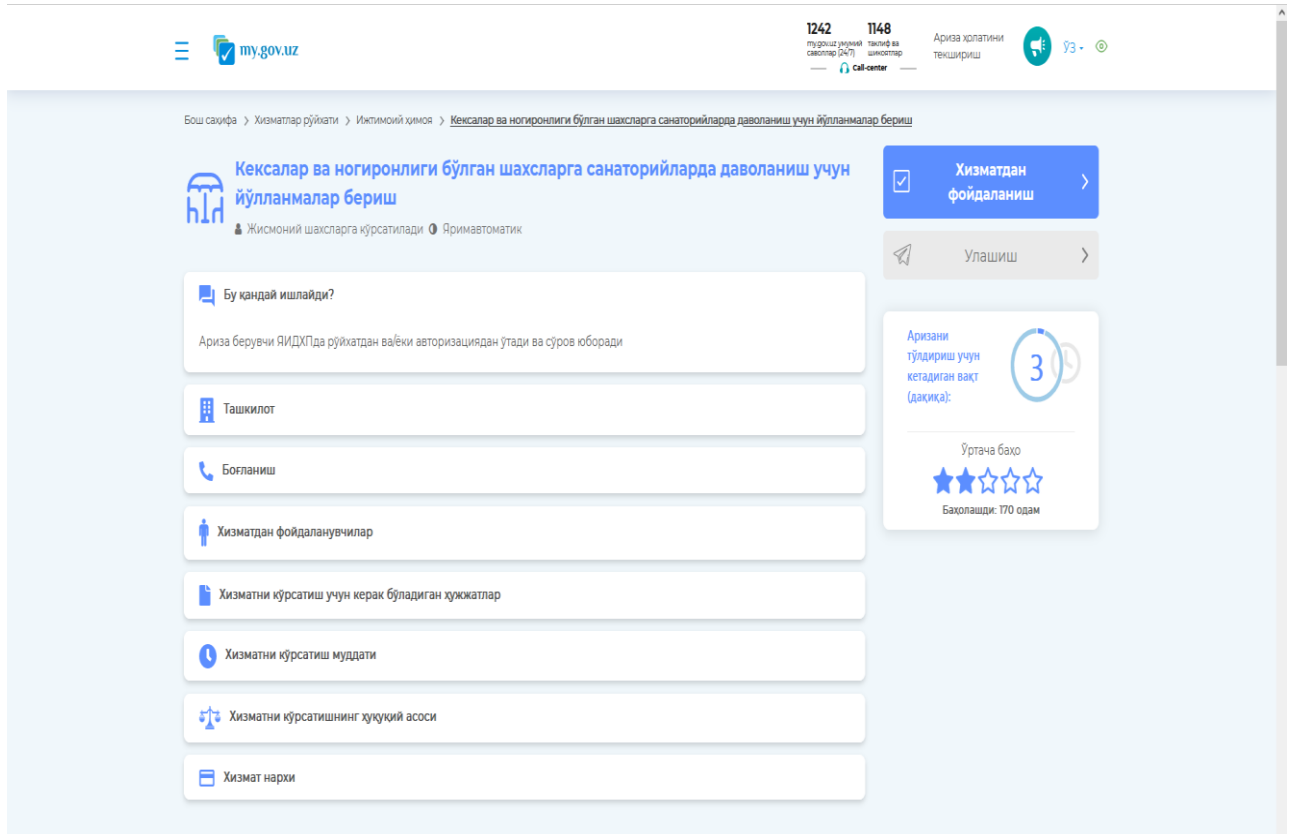 my.gov.uz
1242
my.gov.uz умумий
саволлар (24/7)
1148
таклиф ва
шикоятлар
Call-center
Ариза ҳолатини
текшириш
ЎЗ
Бош саҳифа > Хизматлар рўйхати > Ижтимоий ҳимоя > Кексалар ва ногиронлиги бўлган шахсларга санаторийларда даволаниш учун йўлланмалар бериш
Кексалар ва ногиронлиги бўлган шахсларга санаторийларда даволаниш учун
йўлланмалар бериш
Жисмоний шахсларга кўрсатилади Яримавтоматик
Бу қандай ишлайди?
Ариза берувчи ЯИДХПда рўйхатдан ва/ёки авторизациядан ўтади ва сўров юборади
Ташкилот
Боғланиш
Хизматдан фойдаланувчилар
Хизматни кўрсатиш учун керак бўладиган ҳужжатлар
Хизматни кўрсатиш муддати
Хизматни кўрсатишнинг ҳуқуқий асоси
Хизмат нархи
Хизматдан
фойдаланиш
Улашиш
Аризани
тўлдириш учун
кетадиган вақт
(дақиқа):
3
Ўртача баҳо
Баҳолашди: 170 одам